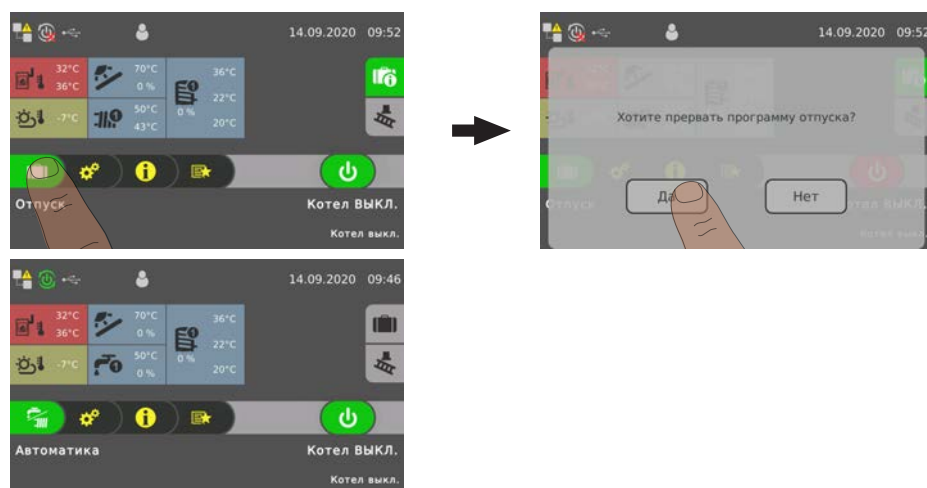 14.09.2020 09:52
32°C 70°C 36°C
36°C 0 % 22°C
-7°C 50°C 0 % 20°C
43°C
Отпуск Котел ВЫКЛ.
Котел выкл.
14.09.2020 09:52
Хотите прервать программу отпуска?
Да Нет
14.09.2020 09:46
32°C 70°C 36°C
36°C 0 % 22°C
-7°C 50°C 0 % 20°C
0 %
Автоматика Котел ВЫКЛ.
Котел выкл.